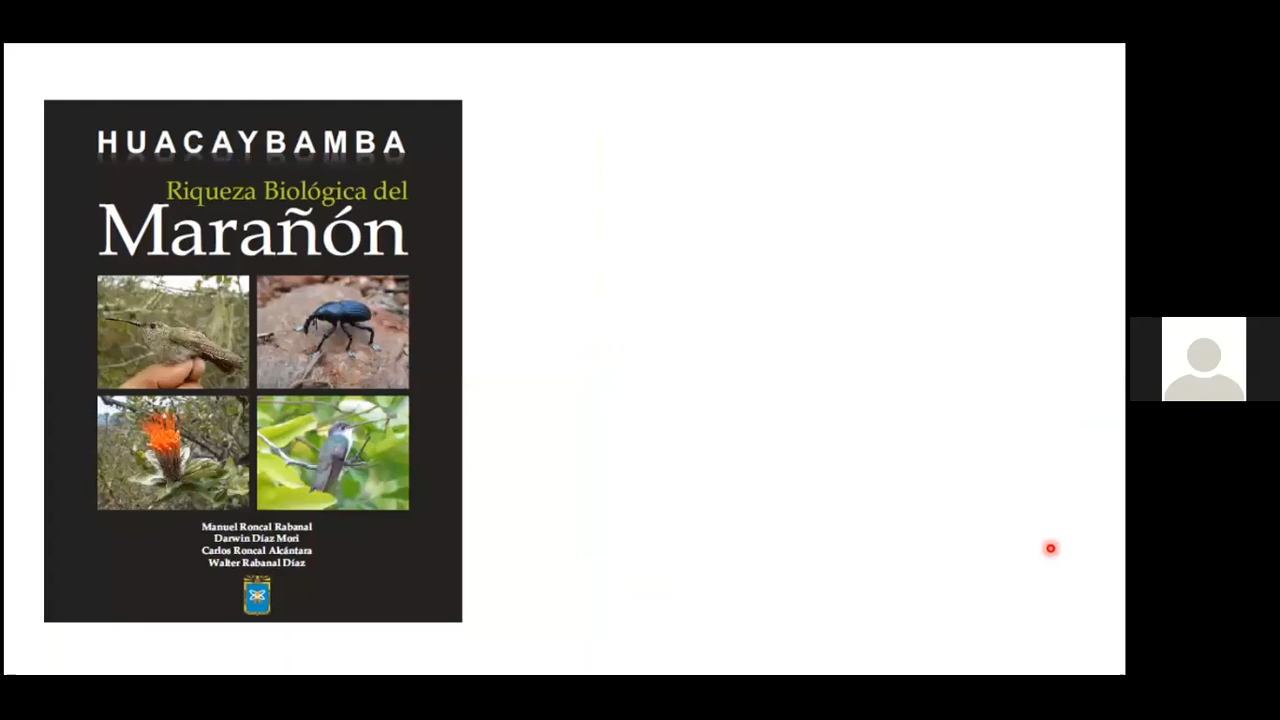 HUACAYBAMBA
Riqueza Biológica del
Marañón
Manuel Roncal Rabanal
Darwin Díaz Mori
Carlos Roncal Alcántara
Walter Rabanal Díaz